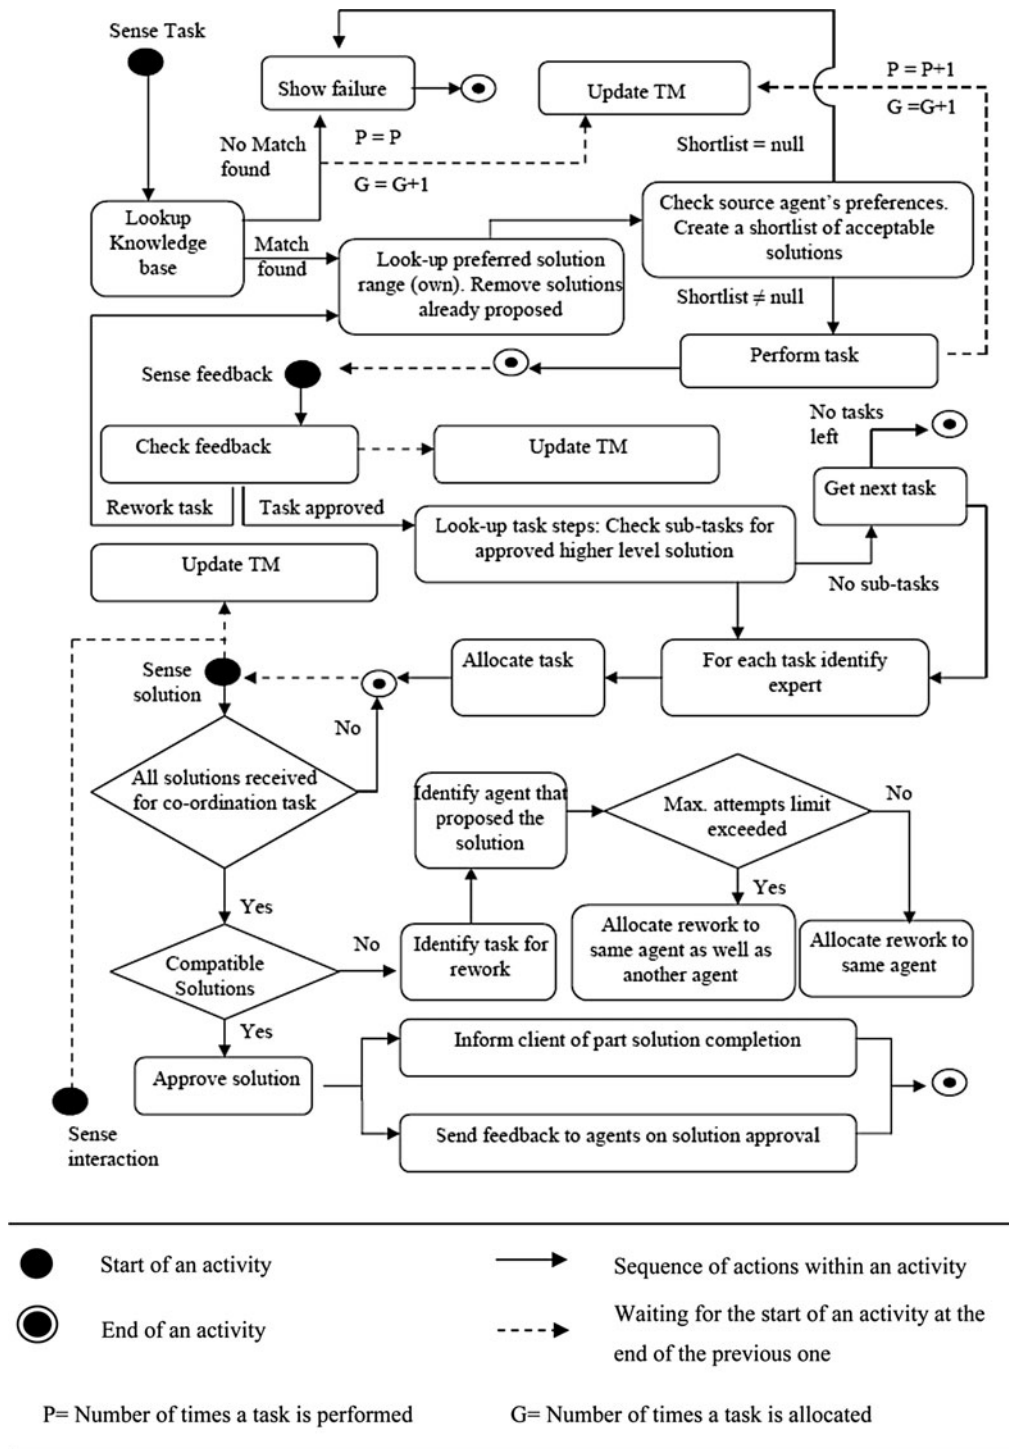 Sense Task
Show failure
Update TM
P = P+1
G =G+1
No Match
found
P = P
G = G+1
Shortlist = null
Lookup
Knowledge
base
Match
found
Look-up preferred solution
range (own). Remove solutions
already proposed
Check source agent's preferences.
Create a shortlist of acceptable
solutions
Shortlist ≠ null
Perform task
Sense feedback
Check feedback
Update TM
No tasks
left
Get next task
Rework task
Task approved
Look-up task steps: Check sub-tasks for
approved higher level solution
No sub-tasks
Update TM
Sense
solution
Allocate task
For each task identify
expert
No
All solutions received
for co-ordination task
Identify agent that
proposed the
solution
Max. attempts limit
exceeded
No
Yes
Yes
Compatible
Solutions
No
Identify task for
rework
Allocate rework to
same agent as well as
another agent
Allocate rework to
same agent
Yes
Approve solution
Inform client of part solution completion
Send feedback to agents on solution approval
Sense
interaction
Start of an activity
Sequence of actions within an activity
End of an activity
Waiting for the start of an activity at the
end of the previous one
P= Number of times a task is performed
G= Number of times a task is allocated